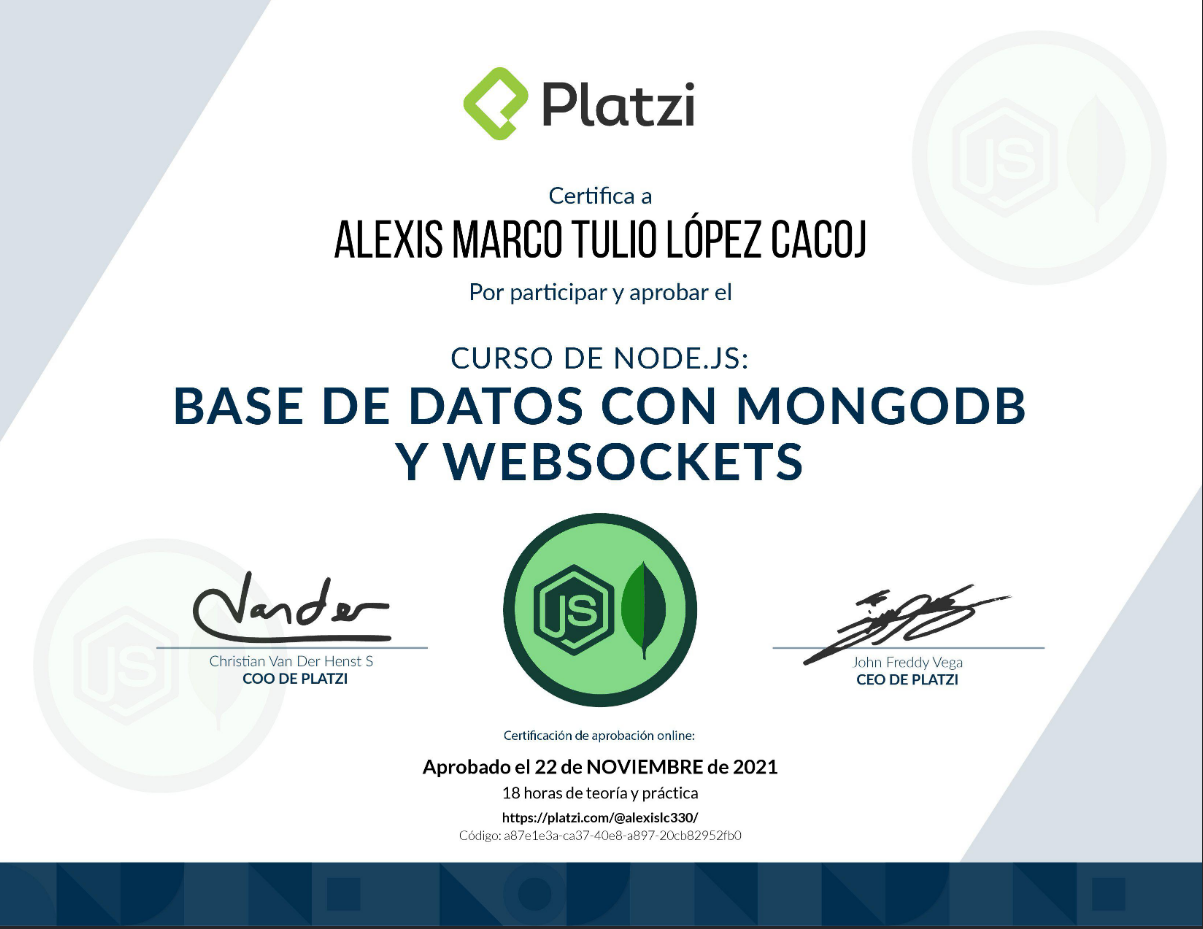 Platzi
Certifica a
ALEXIS MARCO TULIO LÓPEZ CACOJ
Por participar y aprobar el
CURSO DE NODE.JS:
BASE DE DATOS CON MONGODB
Y WEBSOCKETS
JS
JS
JS
Vander
Christian Van Der Henst S
COO DE PLATZI
John Freddy Vega
CEO DE PLATZI
Certificación de aprobación online:
Aprobado el 22 de NOVIEMBRE de 2021
18 horas de teoría y práctica
https://platzi.com/@alexislc330/
Código: a87e1e3a-ca37-40e8-a897-20cb82952fb0